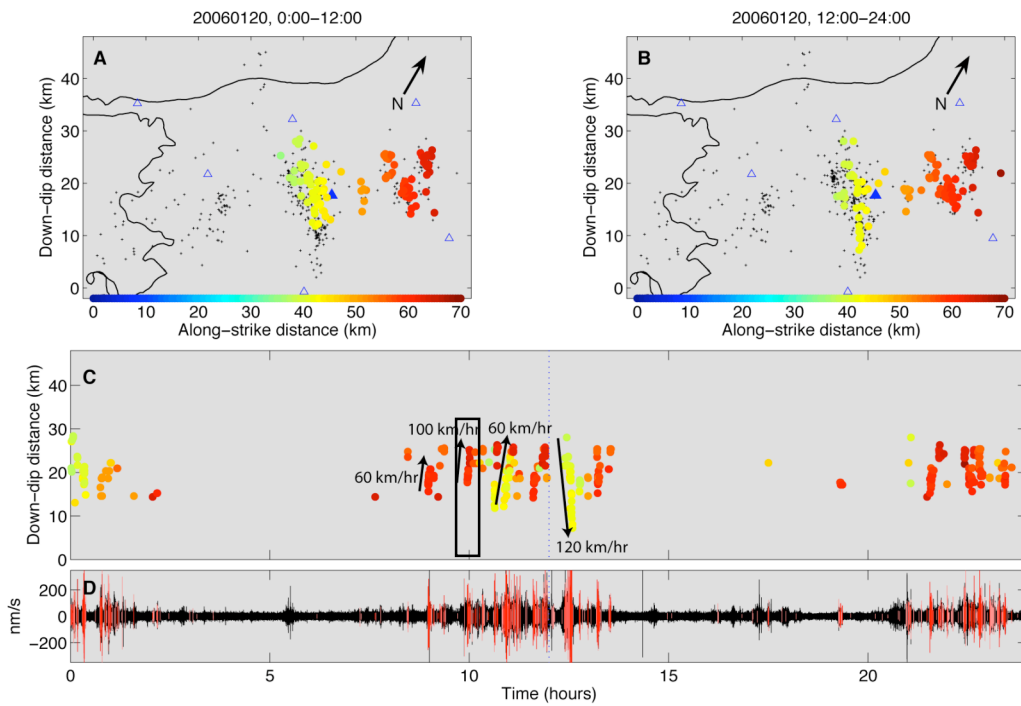 20060120, 0:00−12:00
20060120, 12:00−24:00
A
N
Down−dip distance (km)
40
30
20
10
0
0 10 20 30 40 50 60 70
Along−strike distance (km)
B
N
Down−dip distance (km)
40
30
20
10
0
0 10 20 30 40 50 60 70
Along−strike distance (km)
C
Down−dip distance (km)
40
30
20
10
0
60 km/hr
100 km/hr
60 km/hr
120 km/hr
D
nm/s
200
0
−200
0 5 10 15 20
Time (hours)